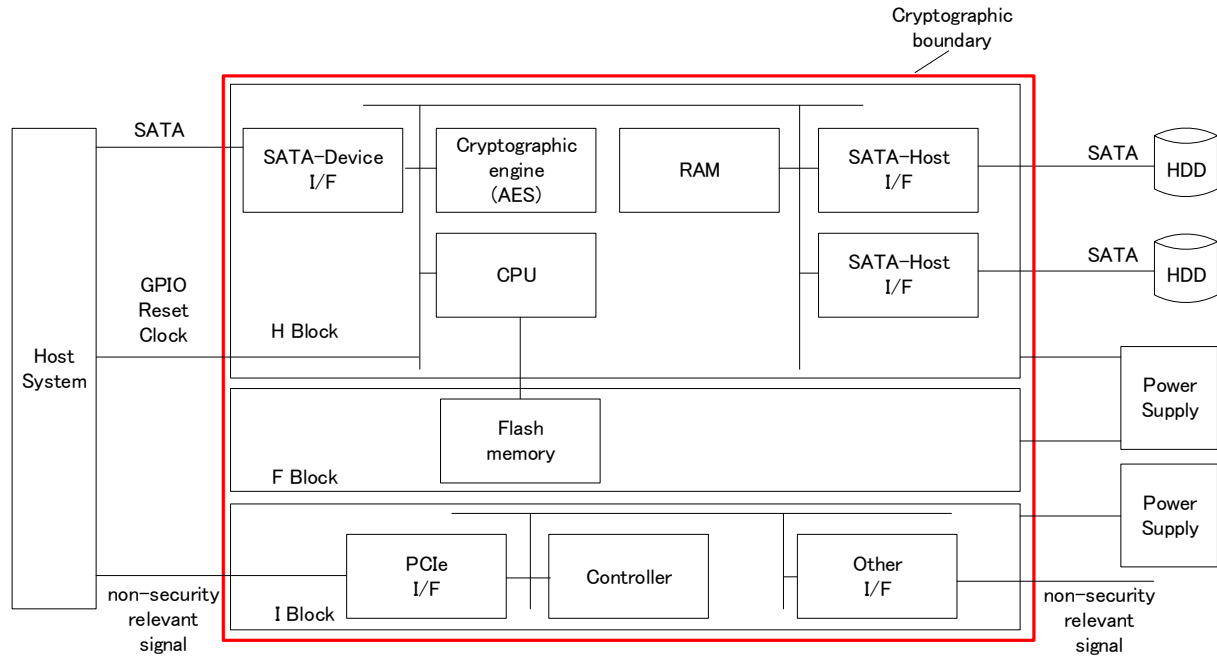 Cryptographic
boundary
SATA
SATA-Device
I/F
Cryptographic
engine
(AES)
RAM
SATA-Host
I/F
SATA
HDD
CPU
SATA-Host
I/F
SATA
HDD
GPIO
Reset
Clock
H Block
Host
System
Power
Supply
Flash
memory
F Block
Power
Supply
PCIe
I/F
Controller
Other
I/F
I Block
non-security
relevant
signal
non-security
relevant
signal